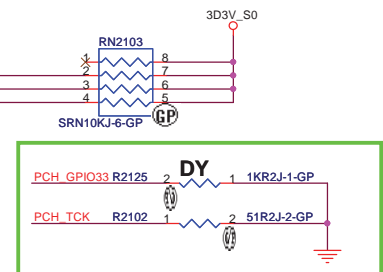 3D3V_S0
RN2103
1 8
2 7
3 6
4 5
SRN10KJ-6-GP GP
DY
PCH_GPIO33 R2125 2 1 1KR2J-1-GP
PCH_TCK R2102 1 2 51R2J-2-GP